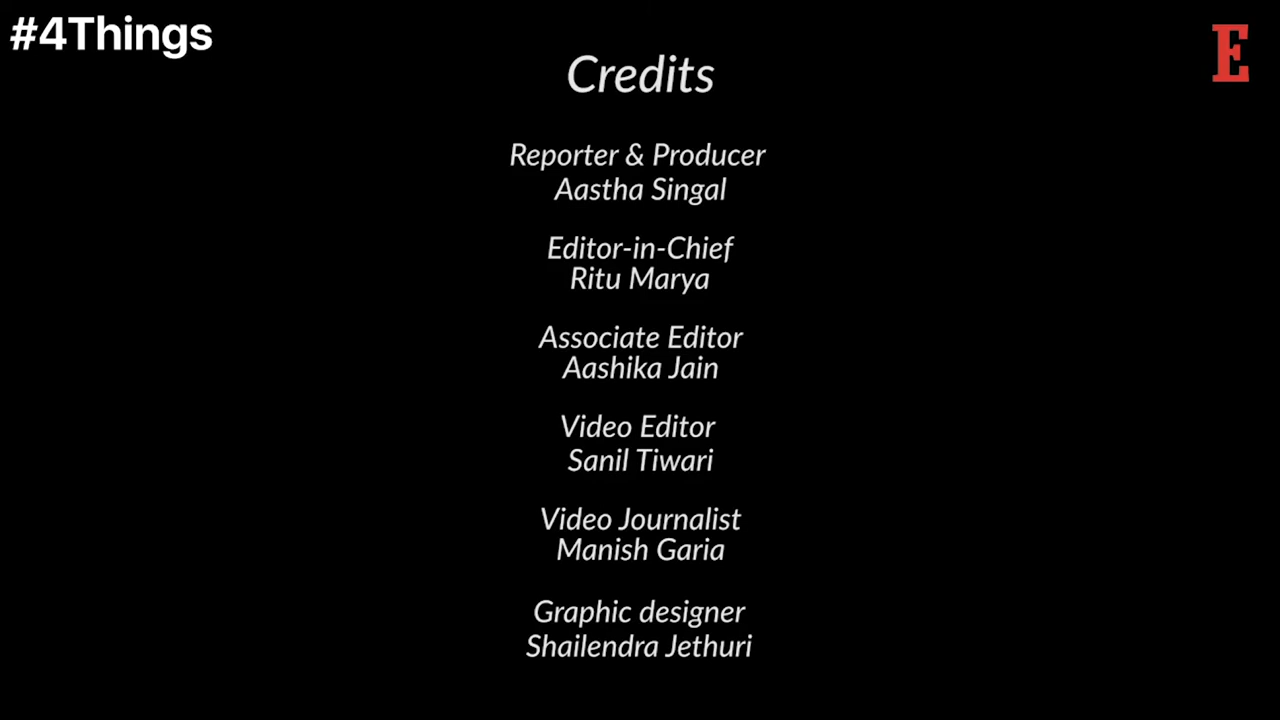 #4Things
E
Credits
Reporter & Producer
Aastha Singal
Editor-in-Chief
Ritu Marya
Associate Editor
Aashika Jain
Video Editor
Sanil Tiwari
Video Journalist
Manish Garia
Graphic designer
Shailendra Jethuri